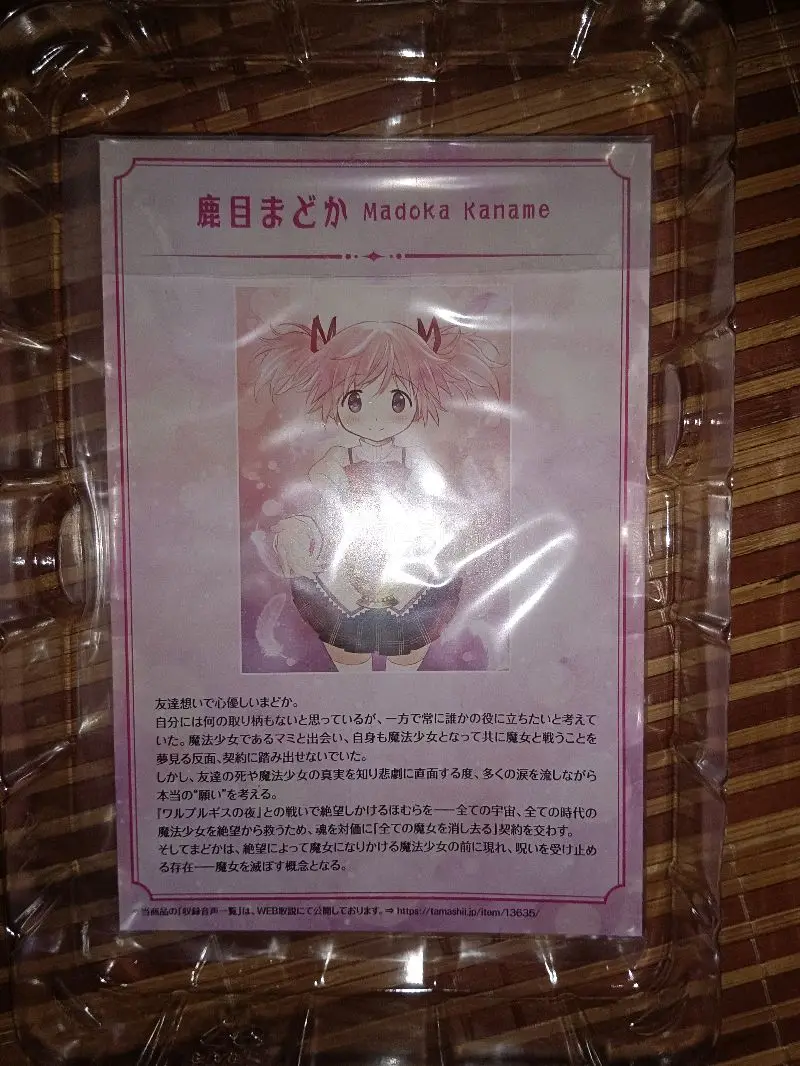 鹿目まどか Madoka Kaname
友達想いで心優しいまどか。
自分には何の取り柄もないと思っているが、一方で常に誰かの役に立ちたいと考えて
いた。魔法少女であるマミと出会い、自身も魔法少女となって共に魔女と戦うことを
夢見る反面、契約に踏み出せないでいた。
しかし、友達の死や魔法少女の真実を知り悲劇に直面する度、多くの涙を流しながら
本当の“願い”を考える。
『ワルプルギスの夜』との戦いで絶望しかけるほむらを──全ての宇宙、全ての時代の
魔法少女を絶望から救うため、魂を対価に「全ての魔女を消し去る」契約を交わす。
そしてまどかは、絶望によって魔女になりかける魔法少女の前に現れ、呪いを受け止め
る存在──魔女を滅ぼす概念となる。
当商品の「収録音声一覧」は、WEB取説にて公開しております。⇒ https://tamashii.jp/item/13635/